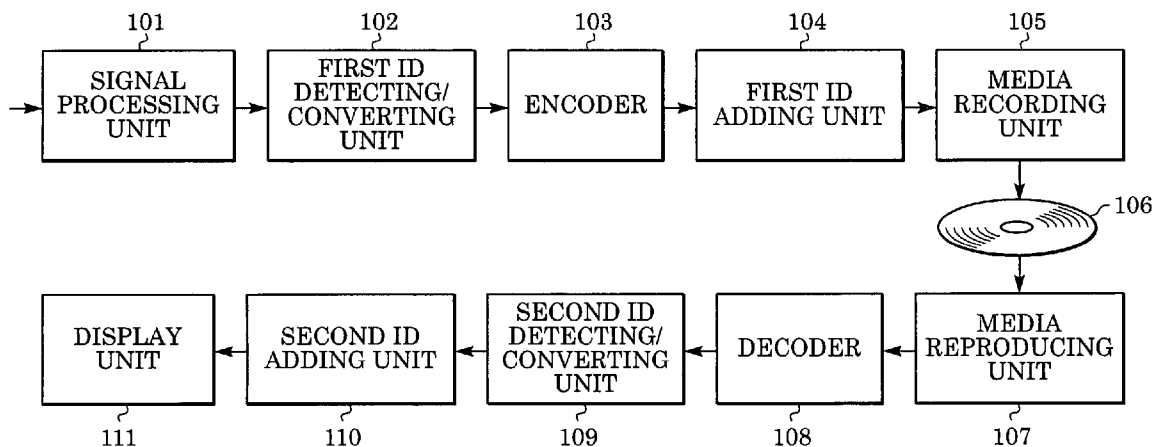 101
102
103
104
105
SIGNAL
PROCESSING
UNIT
FIRST ID
DETECTING/
CONVERTING
UNIT
ENCODER
FIRST ID
ADDING UNIT
MEDIA
RECORDING
UNIT
106
DISPLAY
UNIT
SECOND ID
ADDING UNIT
SECOND ID
DETECTING/
CONVERTING
UNIT
DECODER
MEDIA
REPRODUCING
UNIT
111
110
109
108
107